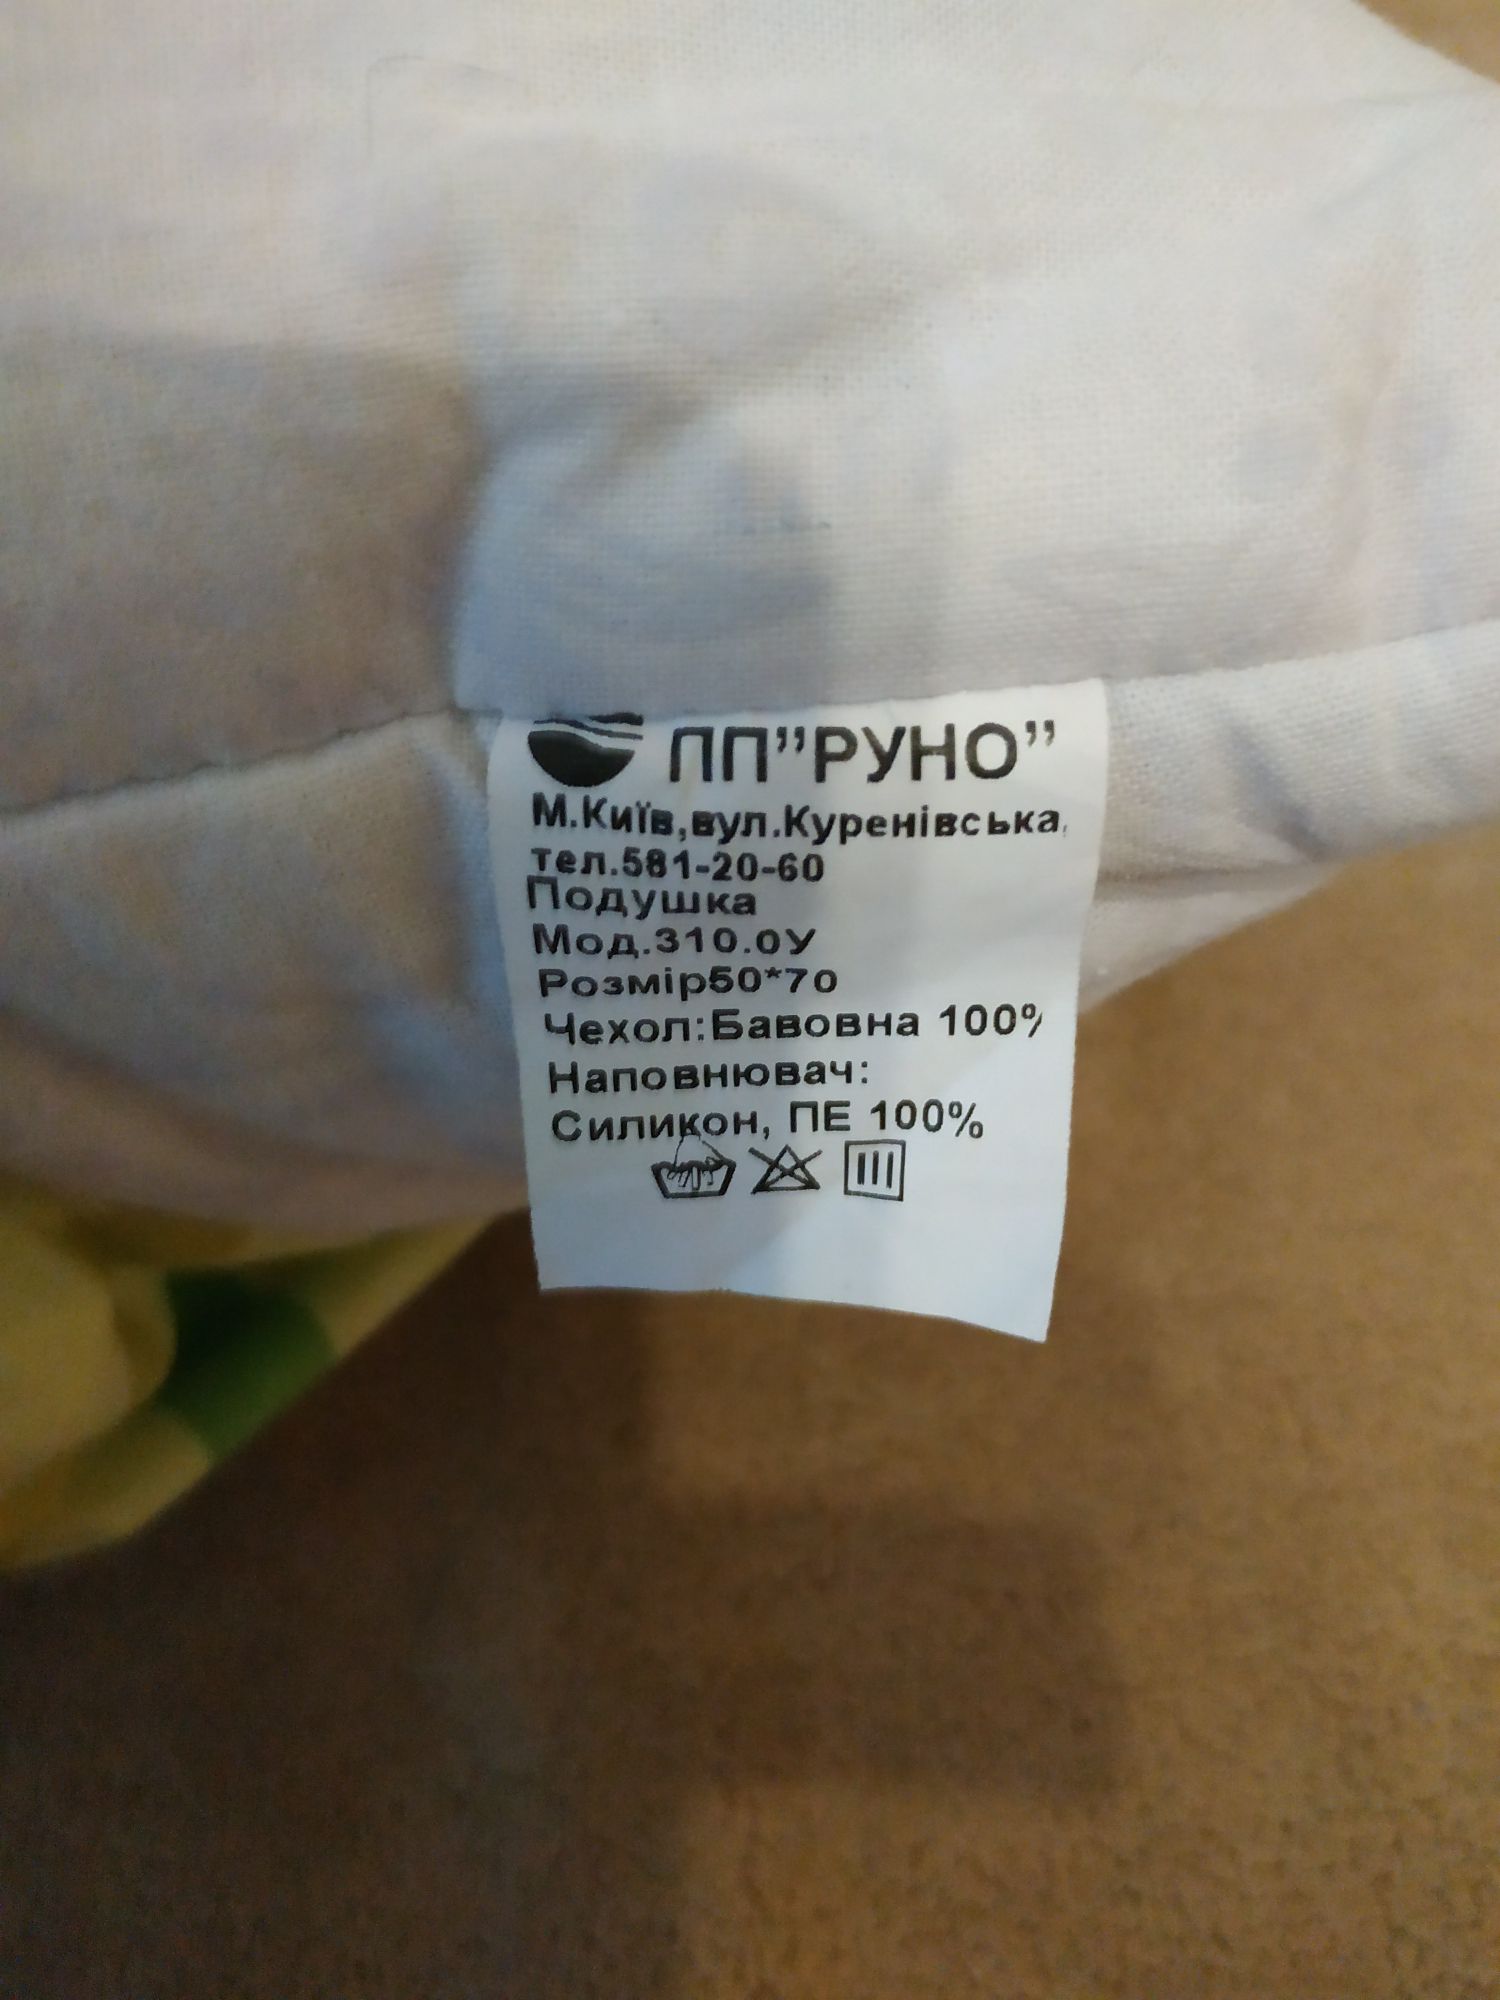 ПП”РУНО”
М.Київ,вул.Куренівська,
тел.581-20-60
Подушка
Мод.310.0У
Розмір50*70
Чехол:Бавовна 100%
Наповнювач:
Силикон, ПЕ 100%